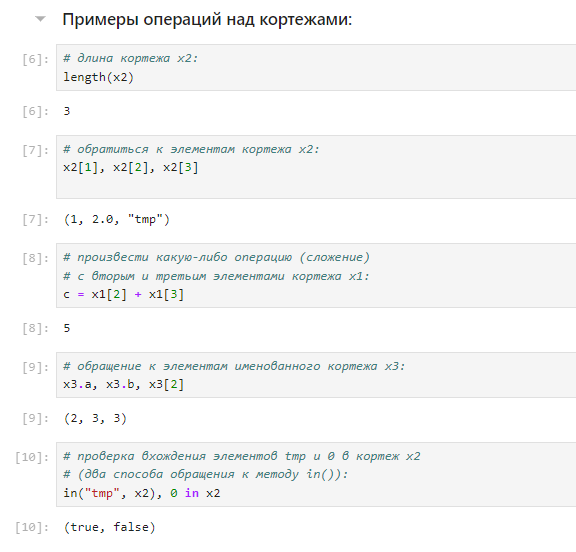 Примеры операций над кортежами:
[6]: # длина кортежа x2:
length(x2)
[6]: 3
[7]: # обратиться к элементам кортежа x2:
x2[1], x2[2], x2[3]
[7]: (1, 2.0, "tmp")
[8]: # произвести какую-либо операцию (сложение)
# с вторым и третьим элементами кортежа x1:
c = x1[2] + x1[3]
[8]: 5
[9]: # обращение к элементам именованного кортежа x3:
x3.a, x3.b, x3[2]
[9]: (2, 3, 3)
[10]: # проверка вхождения элементов tmp и 0 в кортеж x2
# (два способа обращения к методу in()):
in("tmp", x2), 0 in x2
[10]: (true, false)